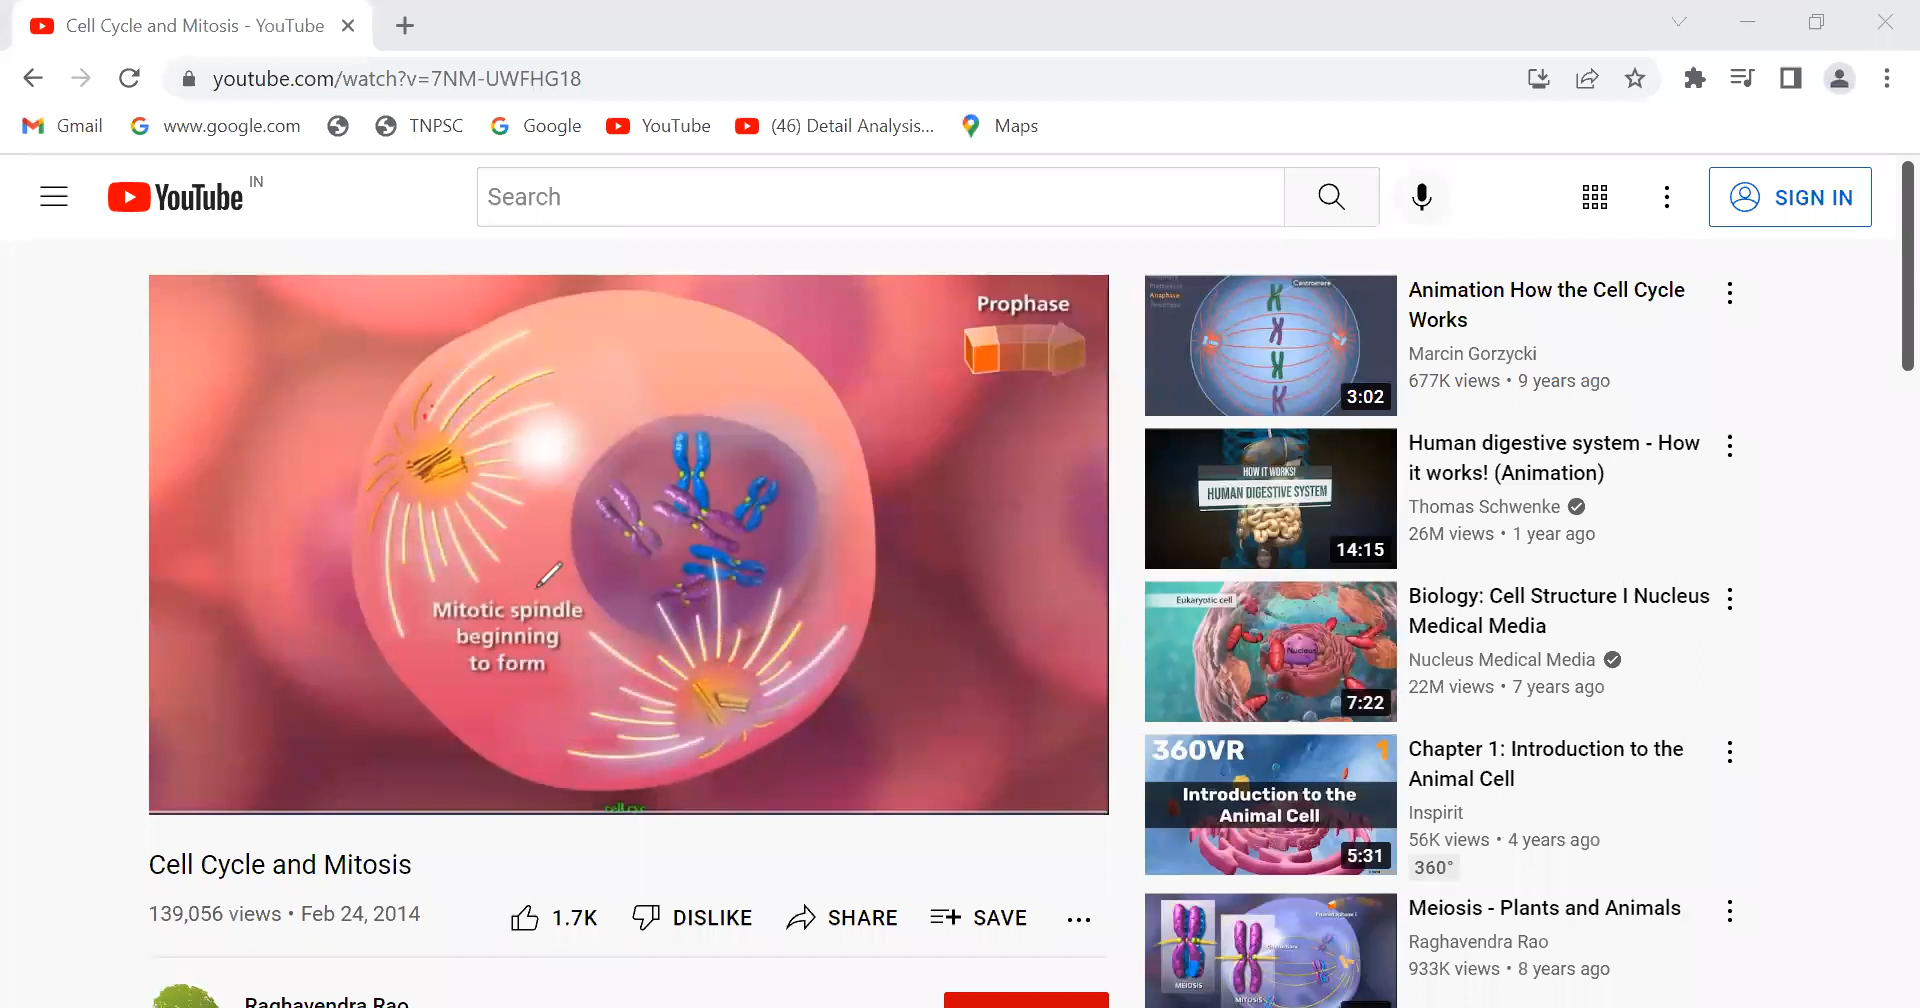 Cell Cycle and Mitosis - YouTube
youtube.com/watch?v=7NM-UWFHG18
Gmail
www.google.com
TNPSC
Google
YouTube
(46) Detail Analysis...
Maps
YouTube IN
Search
SIGN IN
Prophase
Mitotic spindle
beginning
to form
Cell Cycle and Mitosis
139,056 views • Feb 24, 2014
1.7K
DISLIKE
SHARE
SAVE
Raghavendra Rao
Anaphase
Centromere
3:02
Animation How the Cell Cycle
Works
Marcin Gorzycki
677K views • 9 years ago
HOW IT WORKS!
HUMAN DIGESTIVE SYSTEM
14:15
Human digestive system - How
it works! (Animation)
Thomas Schwenke
26M views • 1 year ago
Eukaryotic cell
Nucleus
7:22
Biology: Cell Structure I Nucleus
Medical Media
Nucleus Medical Media
22M views • 7 years ago
360VR
1
Introduction to the
Animal Cell
5:31
Chapter 1: Introduction to the
Animal Cell
Inspirit
56K views • 4 years ago
360°
MEIOSIS
MITOSIS
Meiosis - Plants and Animals
Raghavendra Rao
933K views • 8 years ago